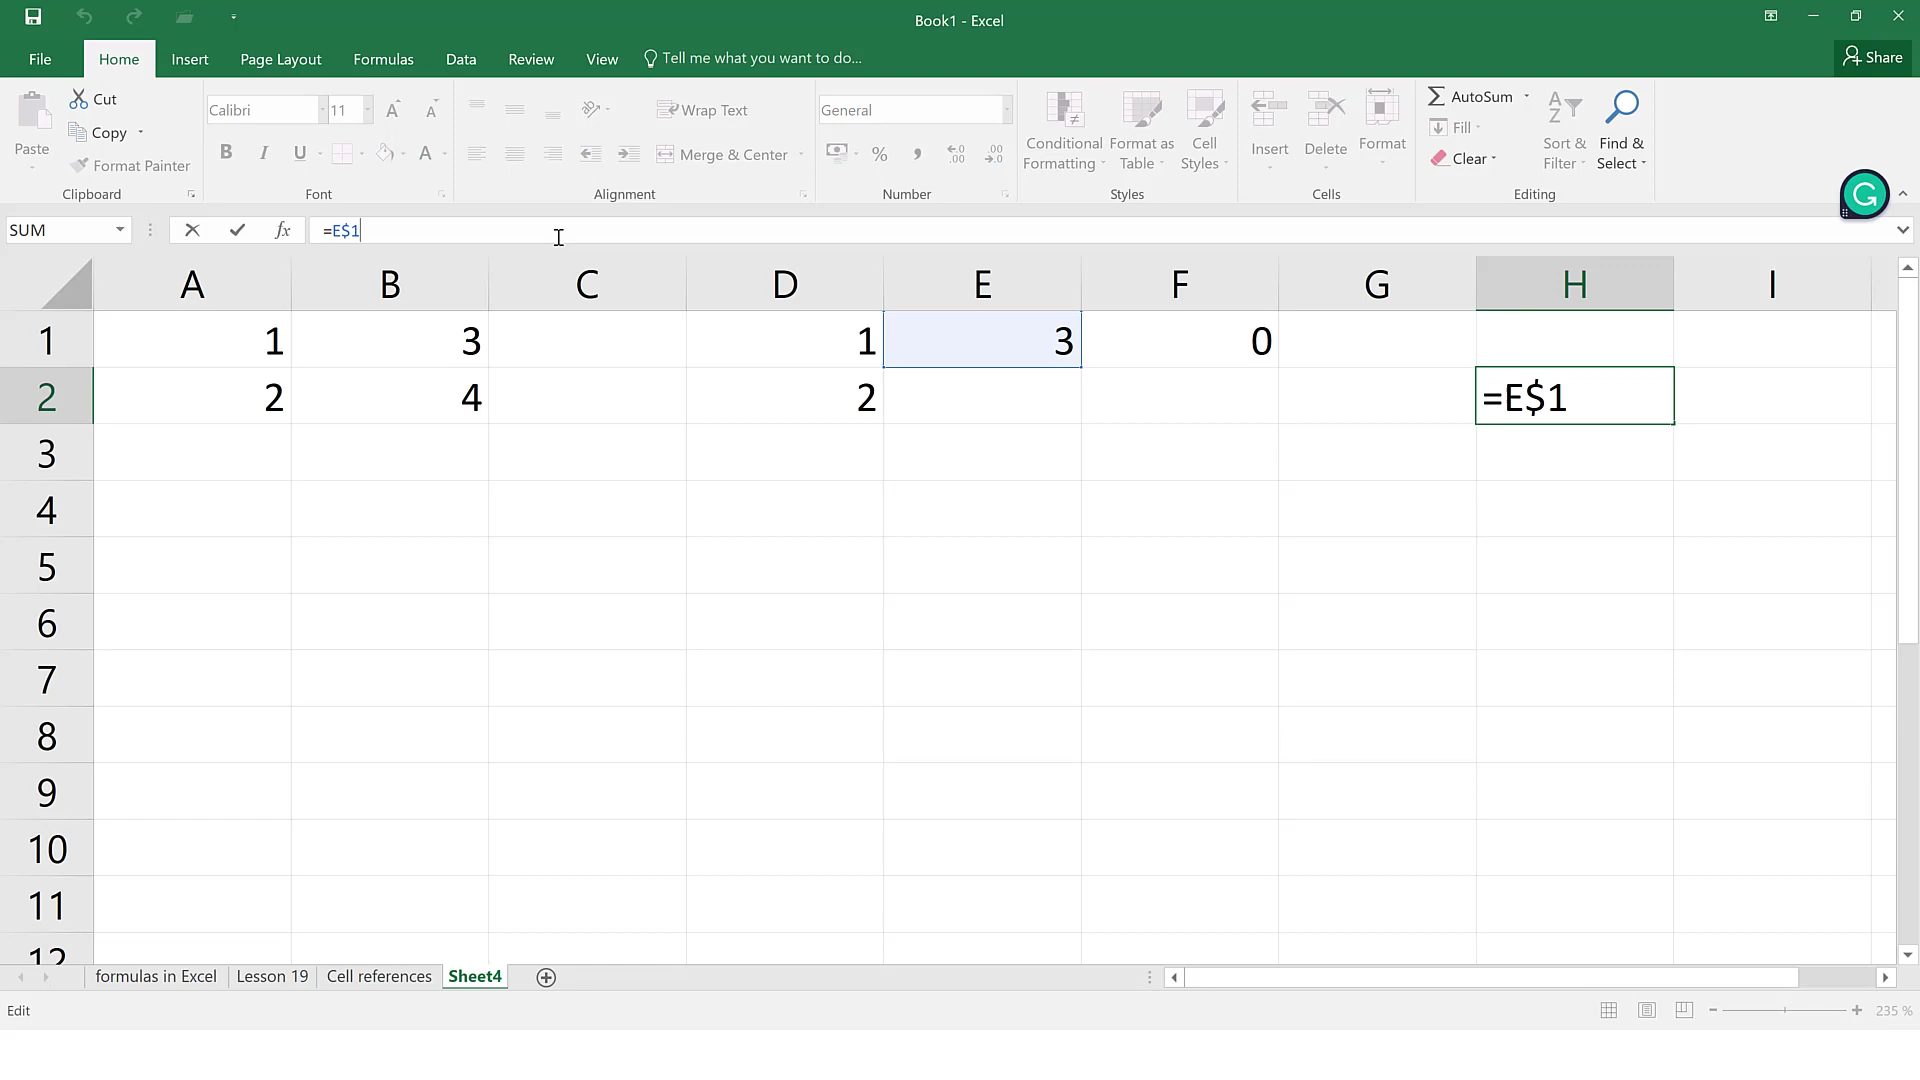 Book1 - Excel
File Home Insert Page Layout Formulas Data Review View Tell me what you want to do... Share
Paste
Cut
Copy
Format Painter
Clipboard
Calibri 11
B I U A
Font
Wrap Text
Merge & Center
Alignment
General
% , .00 .0
Number
Conditional Formatting
Format as Table
Cell Styles
Styles
Insert Delete Format
Cells
AutoSum
Fill
Clear
Sort & Filter
Find & Select
Editing
SUM fx =E$1
A B C D E F G H I
1 1 3 1 3 0
2 2 4 2 =E$1
3
4
5
6
7
8
9
10
11
12
formulas in Excel Lesson 19 Cell references Sheet4
Edit 235 %